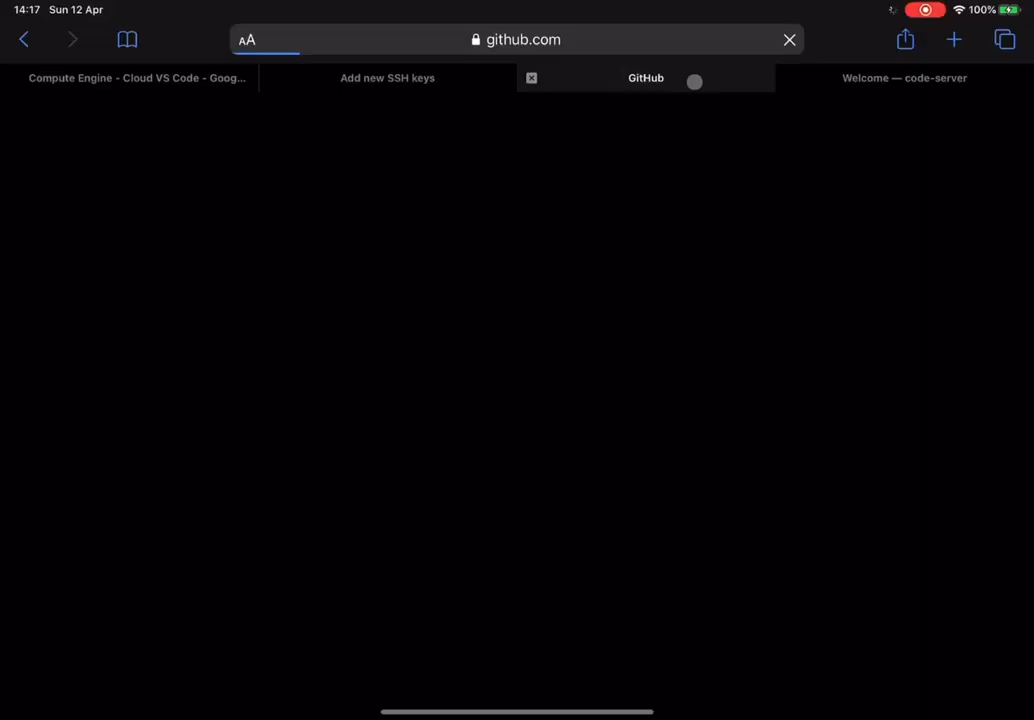 14:17 Sun 12 Apr 100%
AA github.com
Compute Engine - Cloud VS Code - Goog... Add new SSH keys GitHub Welcome — code-server